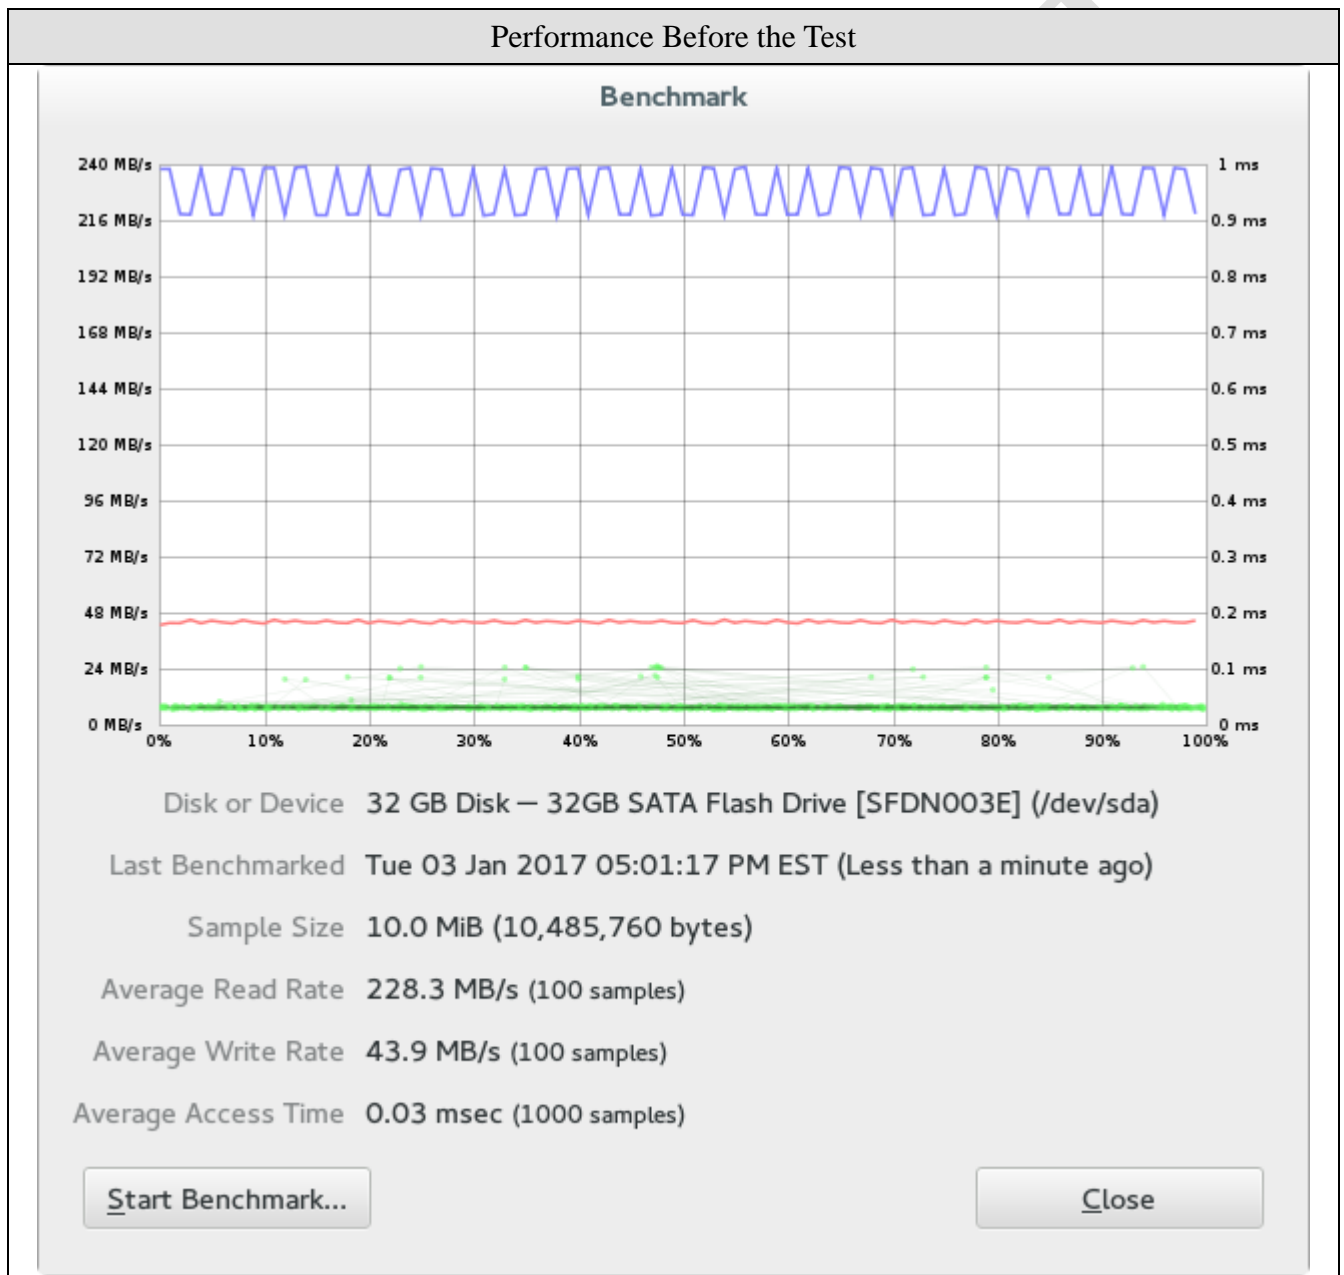 Performance Before the Test
Benchmark
240 MB/s 1 ms
216 MB/s 0.9 ms
192 MB/s 0.8 ms
168 MB/s 0.7 ms
144 MB/s 0.6 ms
120 MB/s 0.5 ms
96 MB/s 0.4 ms
72 MB/s 0.3 ms
48 MB/s 0.2 ms
24 MB/s 0.1 ms
0 MB/s 0 ms
0% 10% 20% 30% 40% 50% 60% 70% 80% 90% 100%
Disk or Device 32 GB Disk — 32GB SATA Flash Drive [SFDN003E] (/dev/sda)
Last Benchmarked Tue 03 Jan 2017 05:01:17 PM EST (Less than a minute ago)
Sample Size 10.0 MiB (10,485,760 bytes)
Average Read Rate 228.3 MB/s (100 samples)
Average Write Rate 43.9 MB/s (100 samples)
Average Access Time 0.03 msec (1000 samples)
Start Benchmark... Close